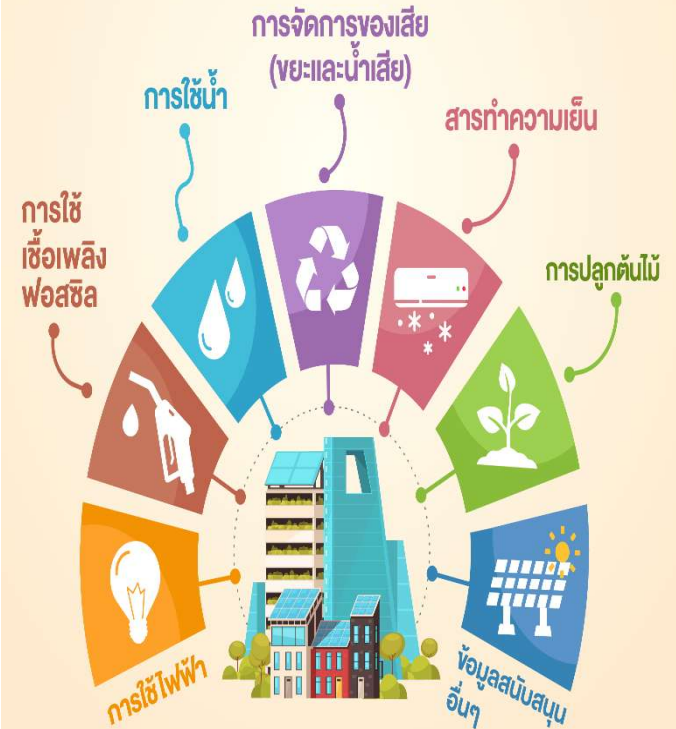 การจัดการของเสีย
(ขยะและน้ำเสีย)
การใช้น้ำ
สารทำความเย็น
การใช้
เชื้อเพลิง
ฟอสซิล
การปลูกต้นไม้
การใช้ไฟฟ้า
ข้อมูลสนับสนุน
อื่นๆ